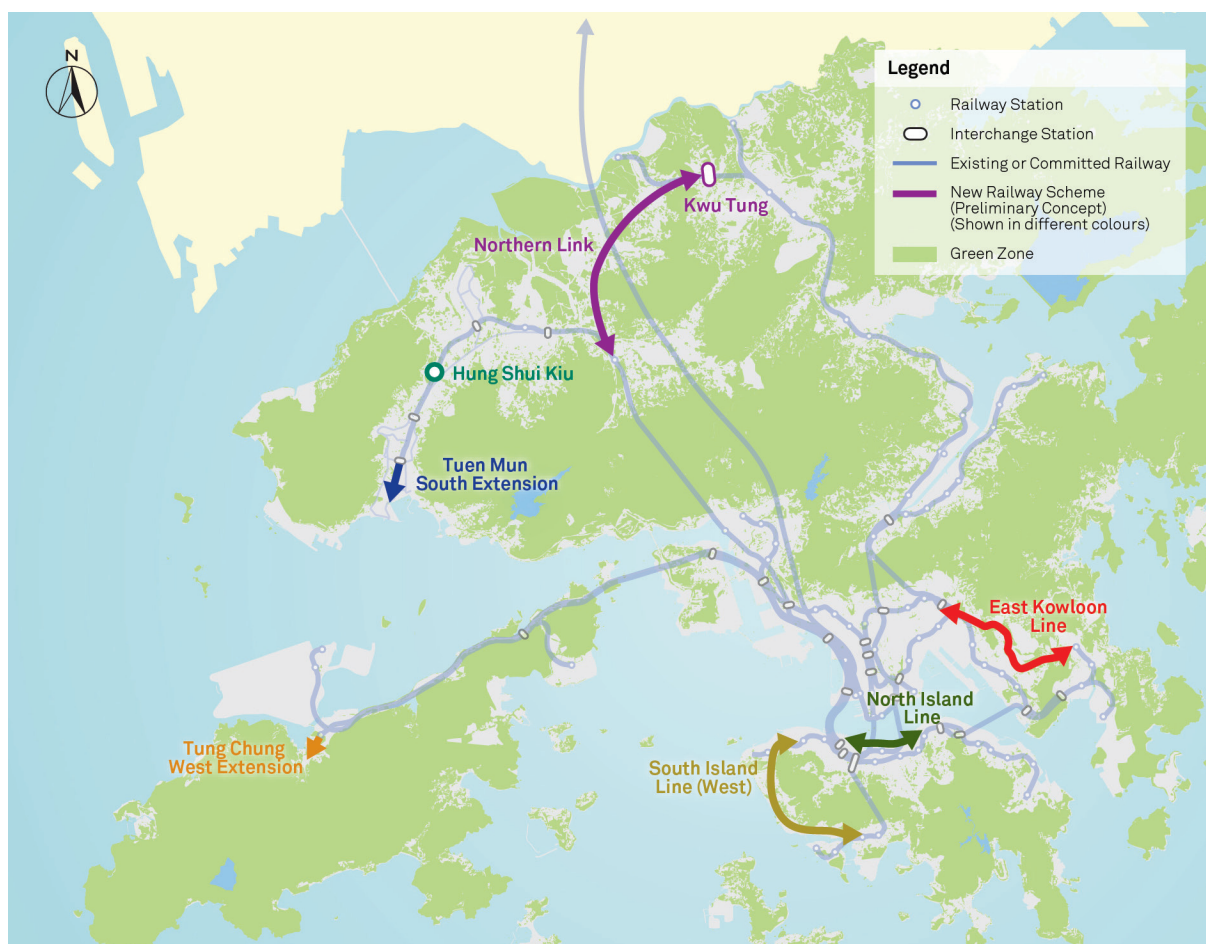 N
Legend
Railway Station
Interchange Station
Existing or Committed Railway
New Railway Scheme
(Preliminary Concept)
(Shown in different colours)
Green Zone
Kwu Tung
Northern Link
Hung Shui Kiu
Tuen Mun
South Extension
East Kowloon
Line
North Island
Line
Tung Chung
West Extension
South Island
Line (West)